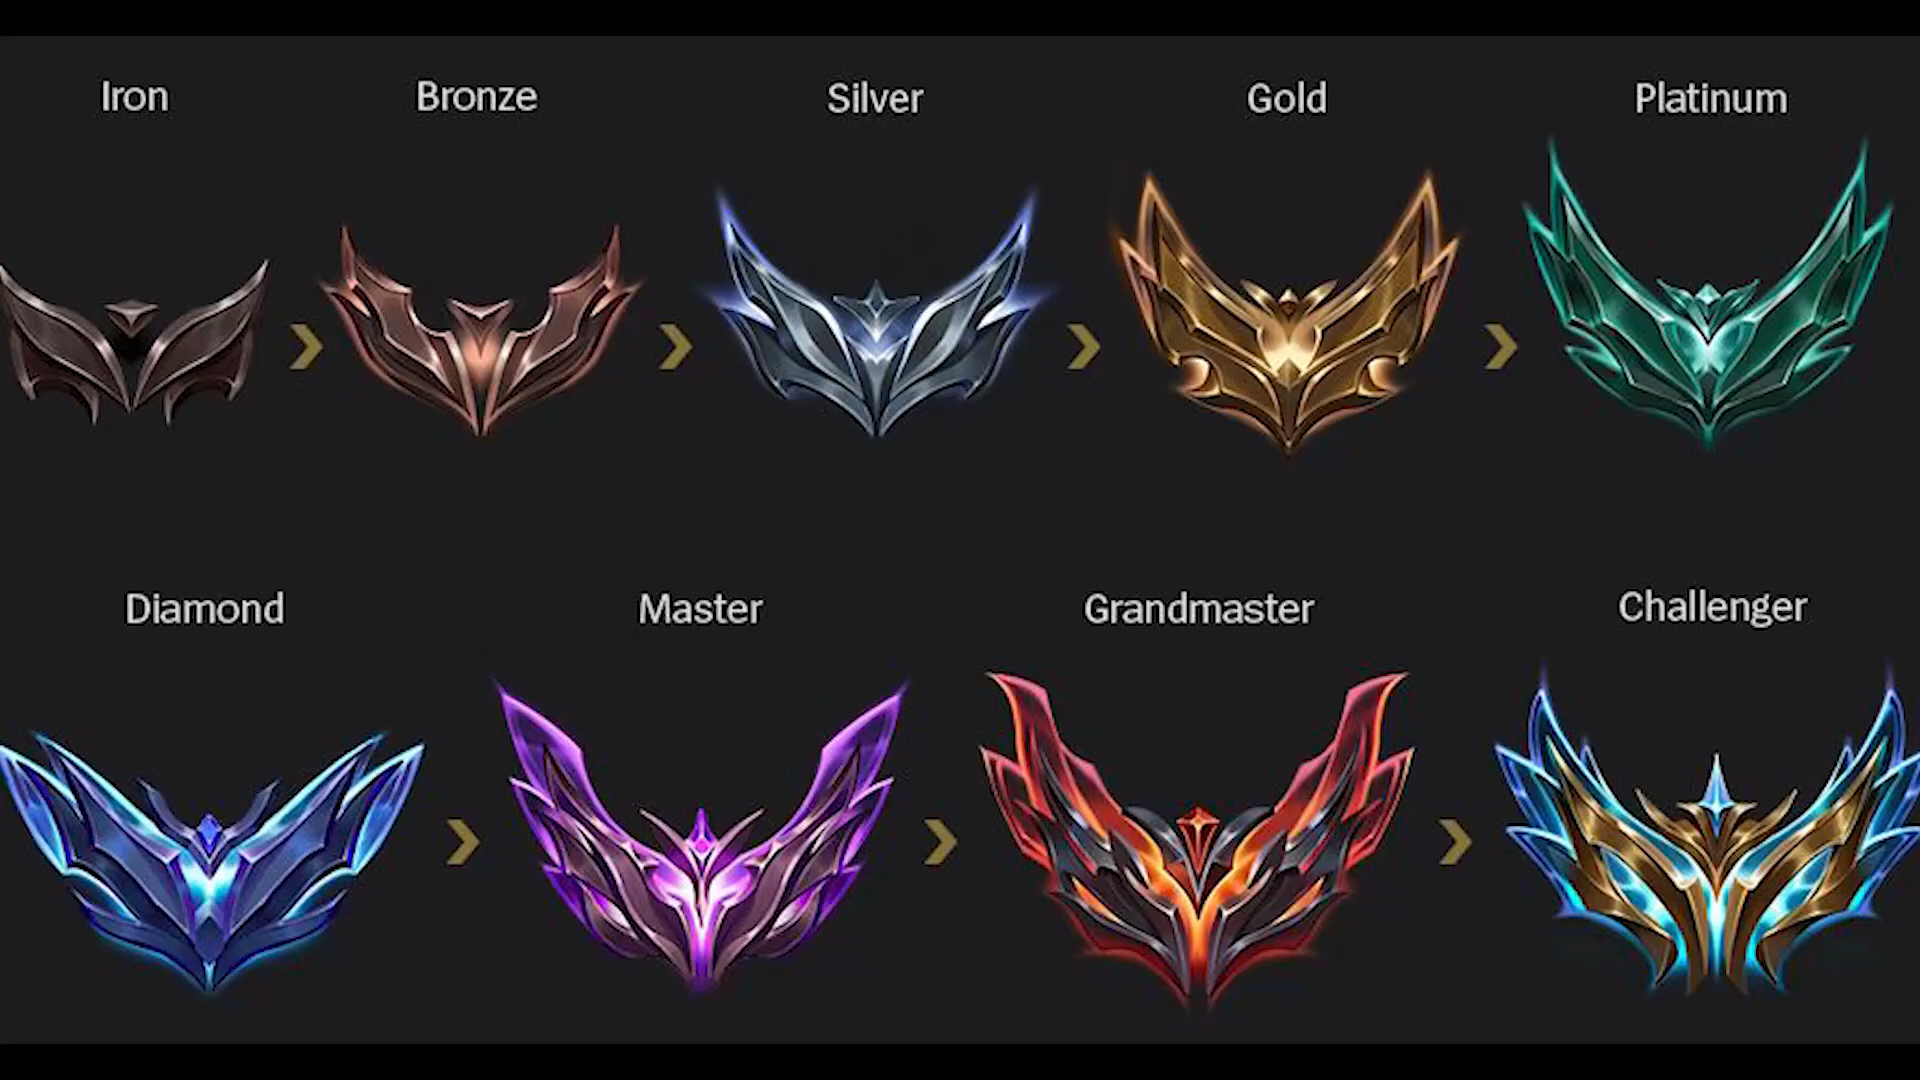 Iron
Bronze
Silver
Gold
Platinum
Diamond
Master
Grandmaster
Challenger